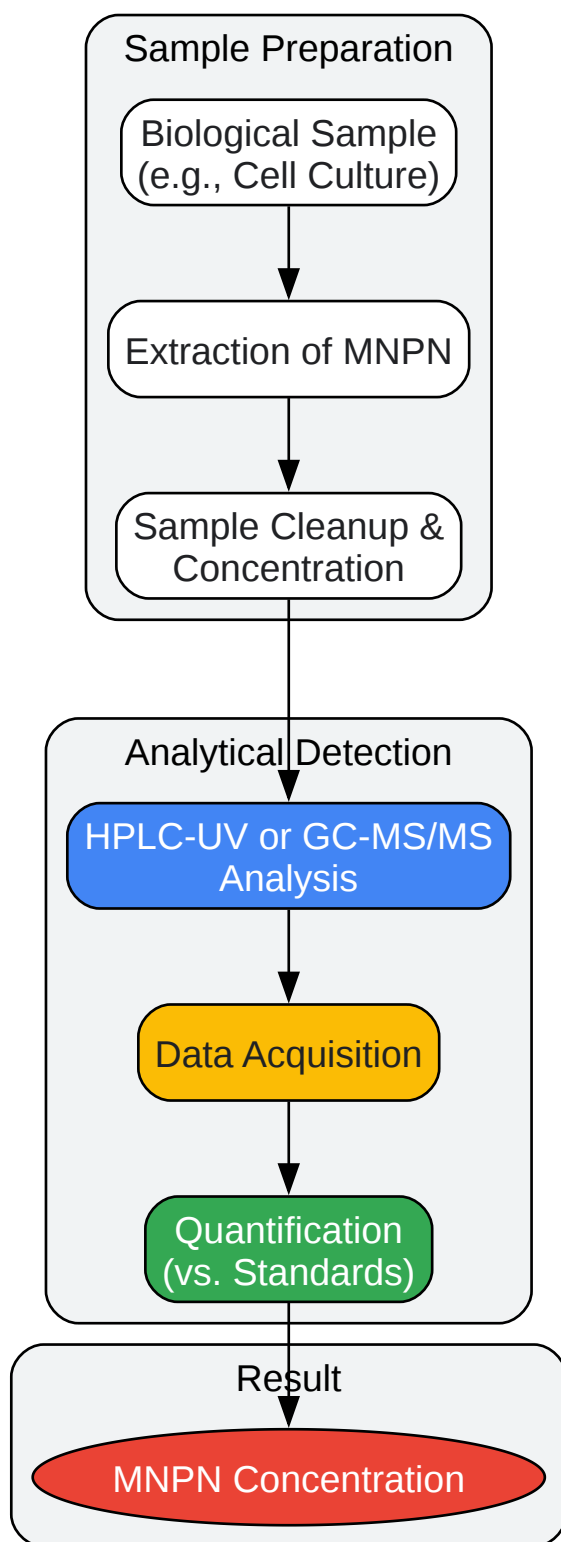 Sample Preparation
Biological Sample
(e.g., Cell Culture)
Extraction of MNPN
Sample Cleanup &
Concentration
Analytical Detection
HPLC-UV or GC-MS/MS
Analysis
Data Acquisition
Quantification
(vs. Standards)
Result
MNPN Concentration